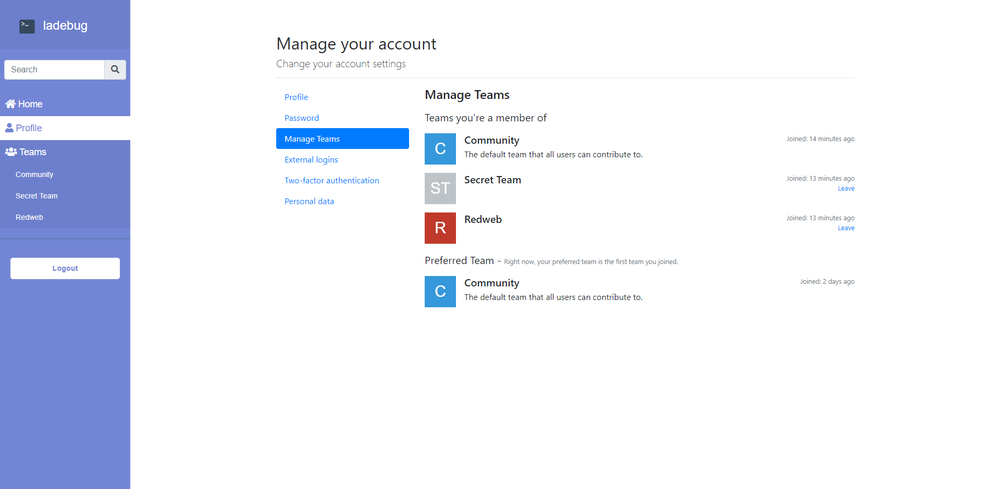 >_ ladebug
Search
Home
Profile
Teams
Community
Secret Team
Redweb
Logout
Manage your account
Change your account settings
Profile
Password
Manage Teams
External logins
Two-factor authentication
Personal data
Manage Teams
Teams you're a member of
C
Community
Joined: 14 minutes ago
The default team that all users can contribute to.
ST
Secret Team
Joined: 13 minutes ago
Leave
R
Redweb
Joined: 13 minutes ago
Leave
Preferred Team - Right now, your preferred team is the first team you joined.
C
Community
Joined: 2 days ago
The default team that all users can contribute to.